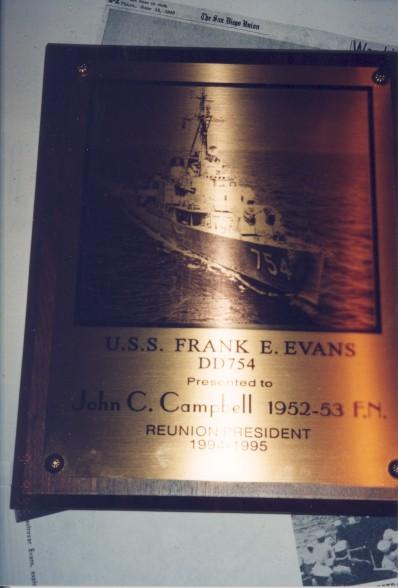 The San Diego Union
754
U.S.S. FRANK E. EVANS
DD754
Presented to
John C. Campbell 1952-53 F.N.
REUNION PRESIDENT
1994-1995